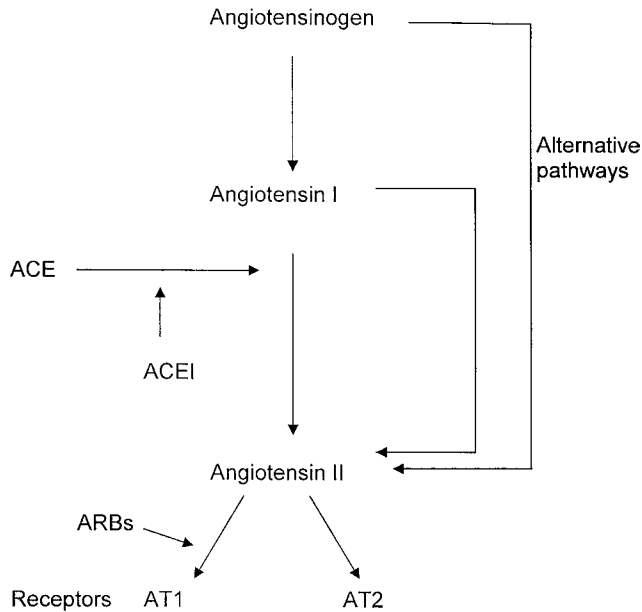 Angiotensinogen
Alternative
pathways
Angiotensin I
ACE
ACEI
Angiotensin II
ARBs
Receptors AT1 AT2